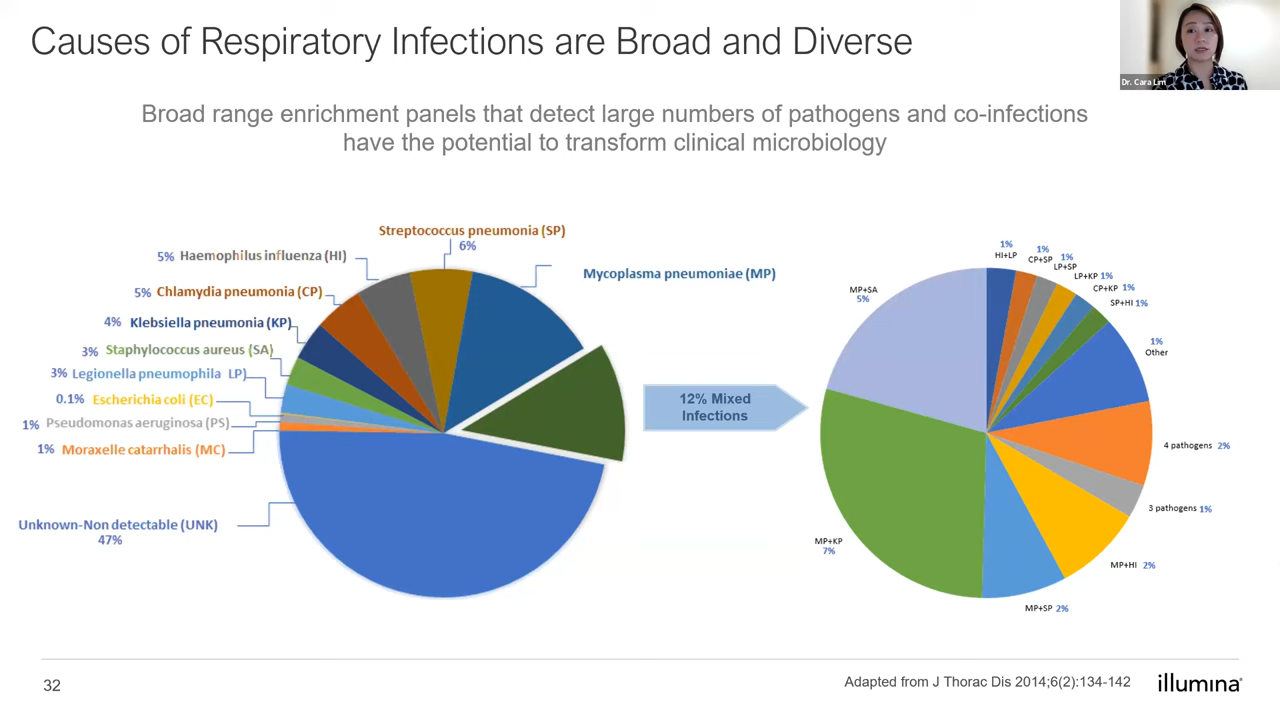 Causes of Respiratory Infections are Broad and Diverse
Dr. Cara Lim
Broad range enrichment panels that detect large numbers of pathogens and co-infections
have the potential to transform clinical microbiology
Streptococcus pneumonia (SP)
6%
5% Haemophilus influenza (HI)
Mycoplasma pneumoniae (MP)
5% Chlamydia pneumonia (CP)
4% Klebsiella pneumonia (KP)
3% Staphylococcus aureus (SA)
3% Legionella pneumophila LP)
0.1% Escherichia coli (EC)
1% Pseudomonas aeruginosa (PS)
1% Moraxelle catarrhalis (MC)
Unknown-Non detectable (UNK)
47%
12% Mixed
Infections
1%
HI+LP
1%
CP+SP
1%
LP+SP
LP+KP 1%
CP+KP 1%
SP+HI 1%
1%
Other
4 pathogens 2%
3 pathogens 1%
MP+HI 2%
MP+SP 2%
MP+KP
7%
MP+SA
5%
32
Adapted from J Thorac Dis 2014;6(2):134-142
illumina®